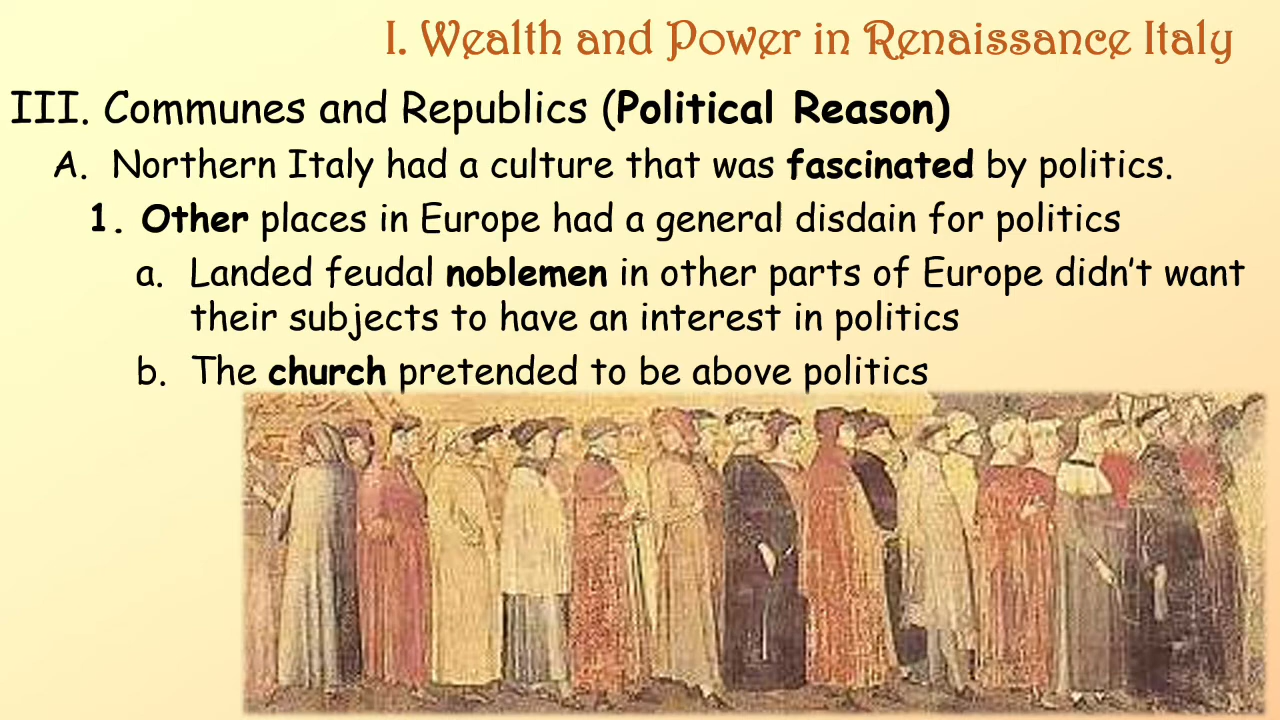 I. Wealth and Power in Renaissance Italy
III. Communes and Republics (Political Reason)
A. Northern Italy had a culture that was fascinated by politics.
1. Other places in Europe had a general disdain for politics
a. Landed feudal noblemen in other parts of Europe didn't want
their subjects to have an interest in politics
b. The church pretended to be above politics